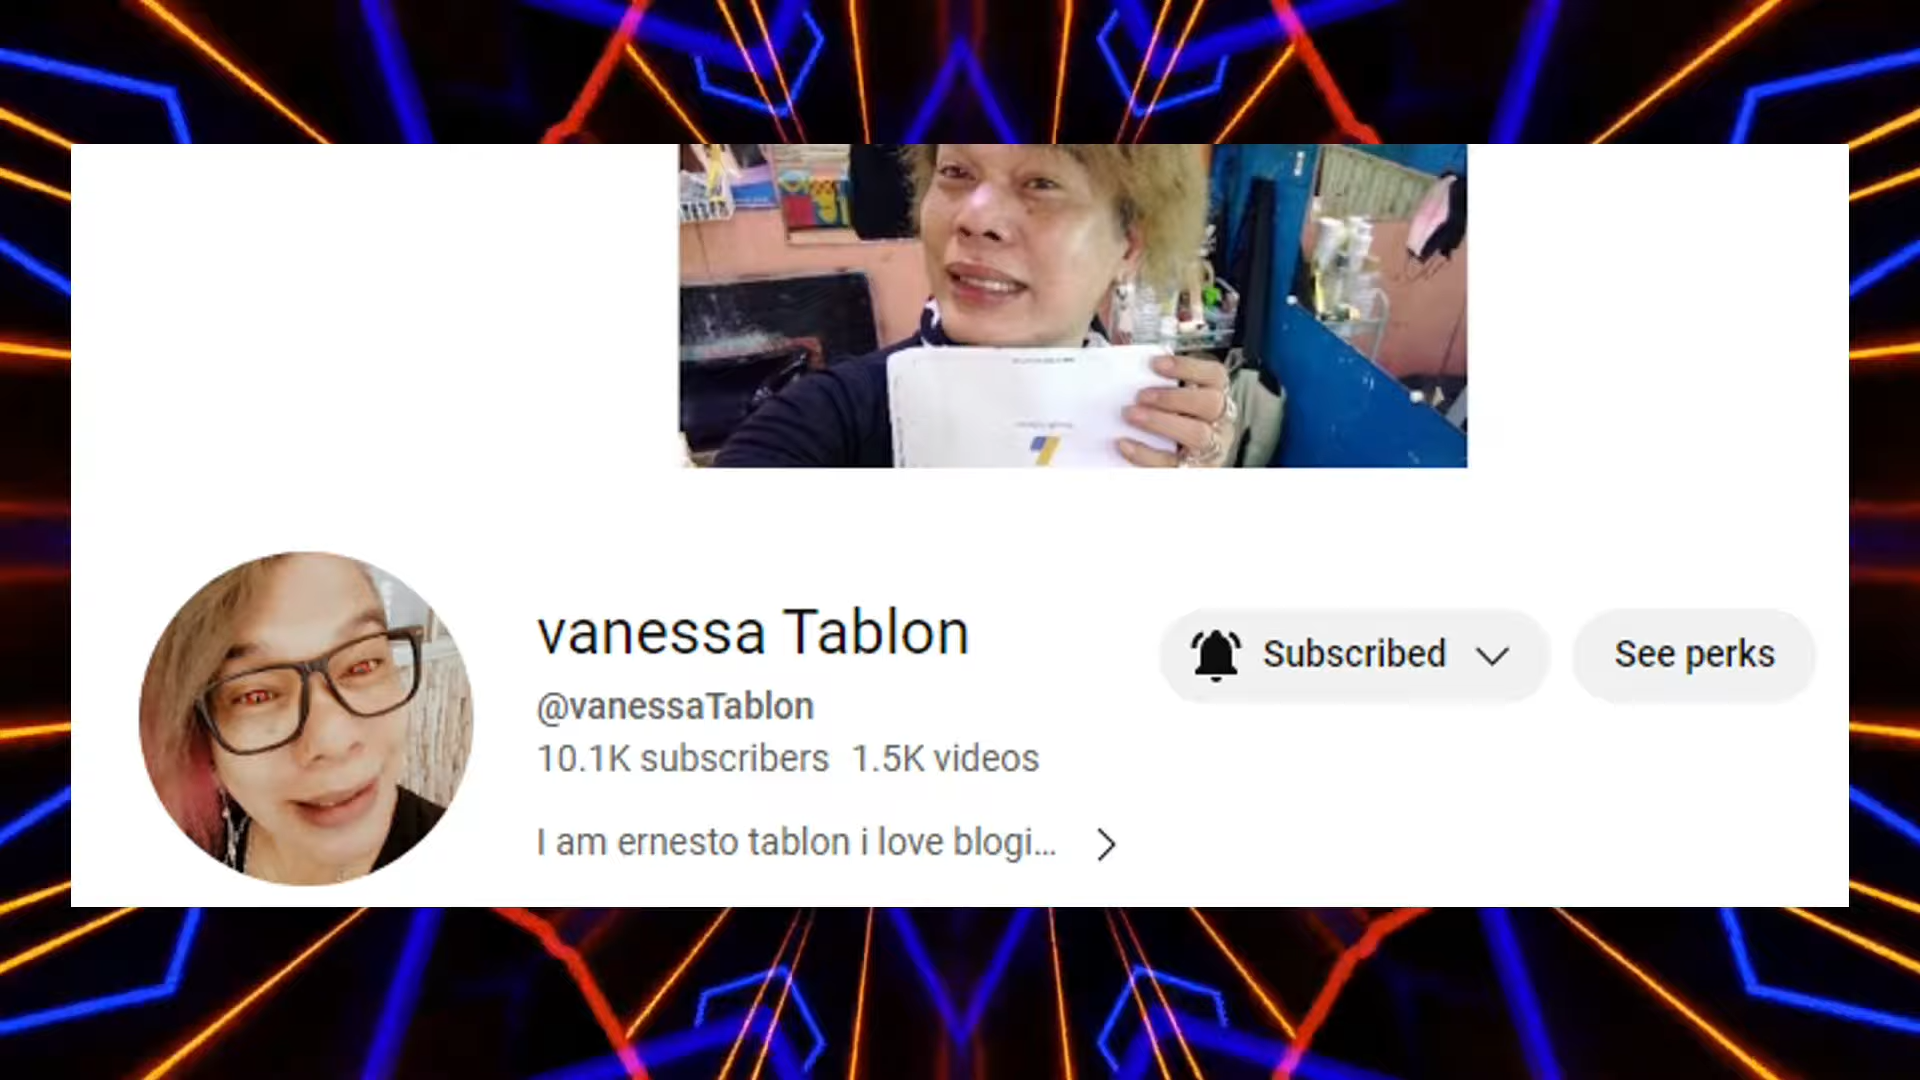 vanessa Tablon
@vanessaTablon
10.1K subscribers 1.5K videos
I am ernesto tablon i love blogi...
Subscribed
See perks